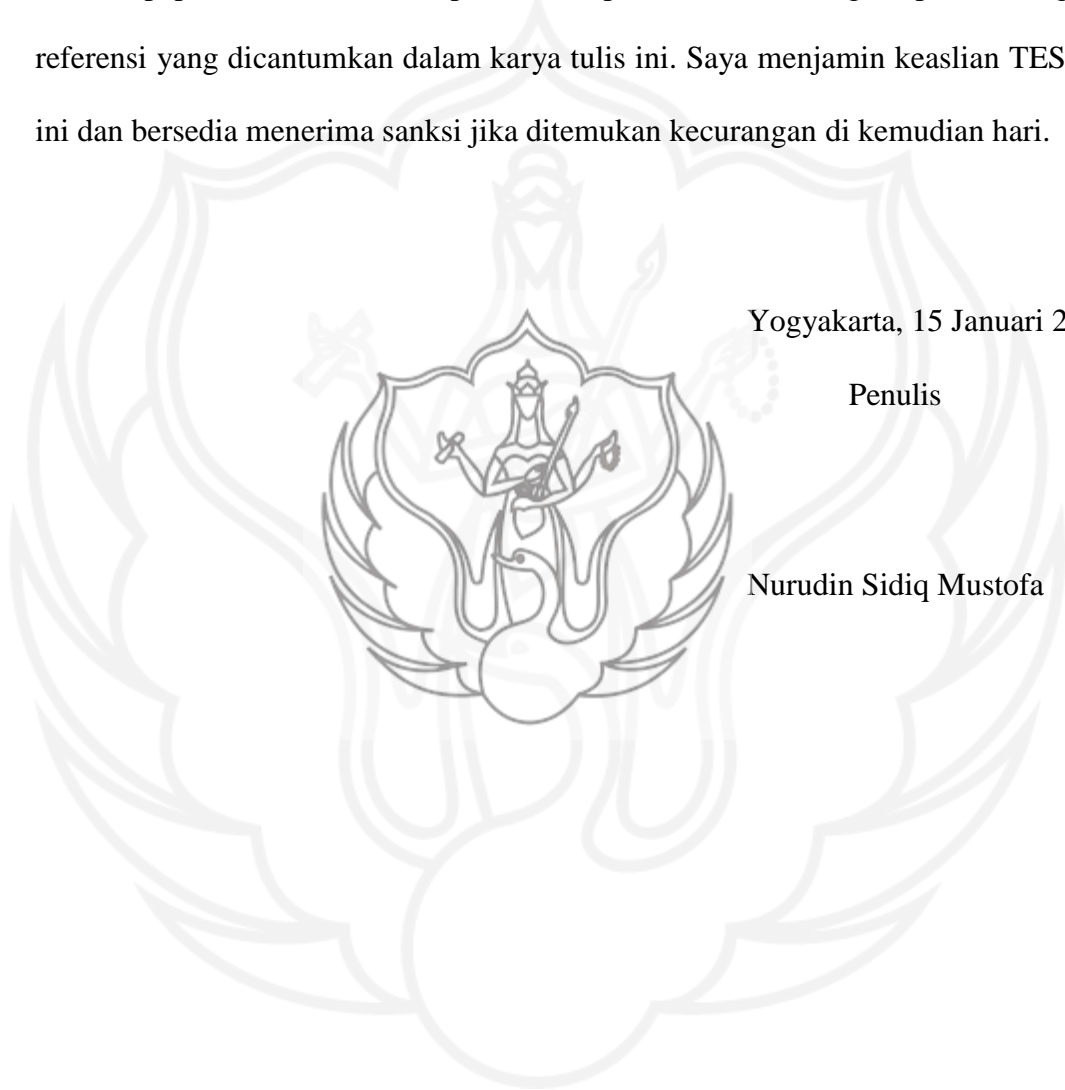 referensi yang dicantumkan dalam karya tulis ini. Saya menjamin keaslian TES
ini dan bersedia menerima sanksi jika ditemukan kecurangan di kemudian hari.
Yogyakarta, 15 Januari 2
Penulis
Nurudin Sidiq Mustofa